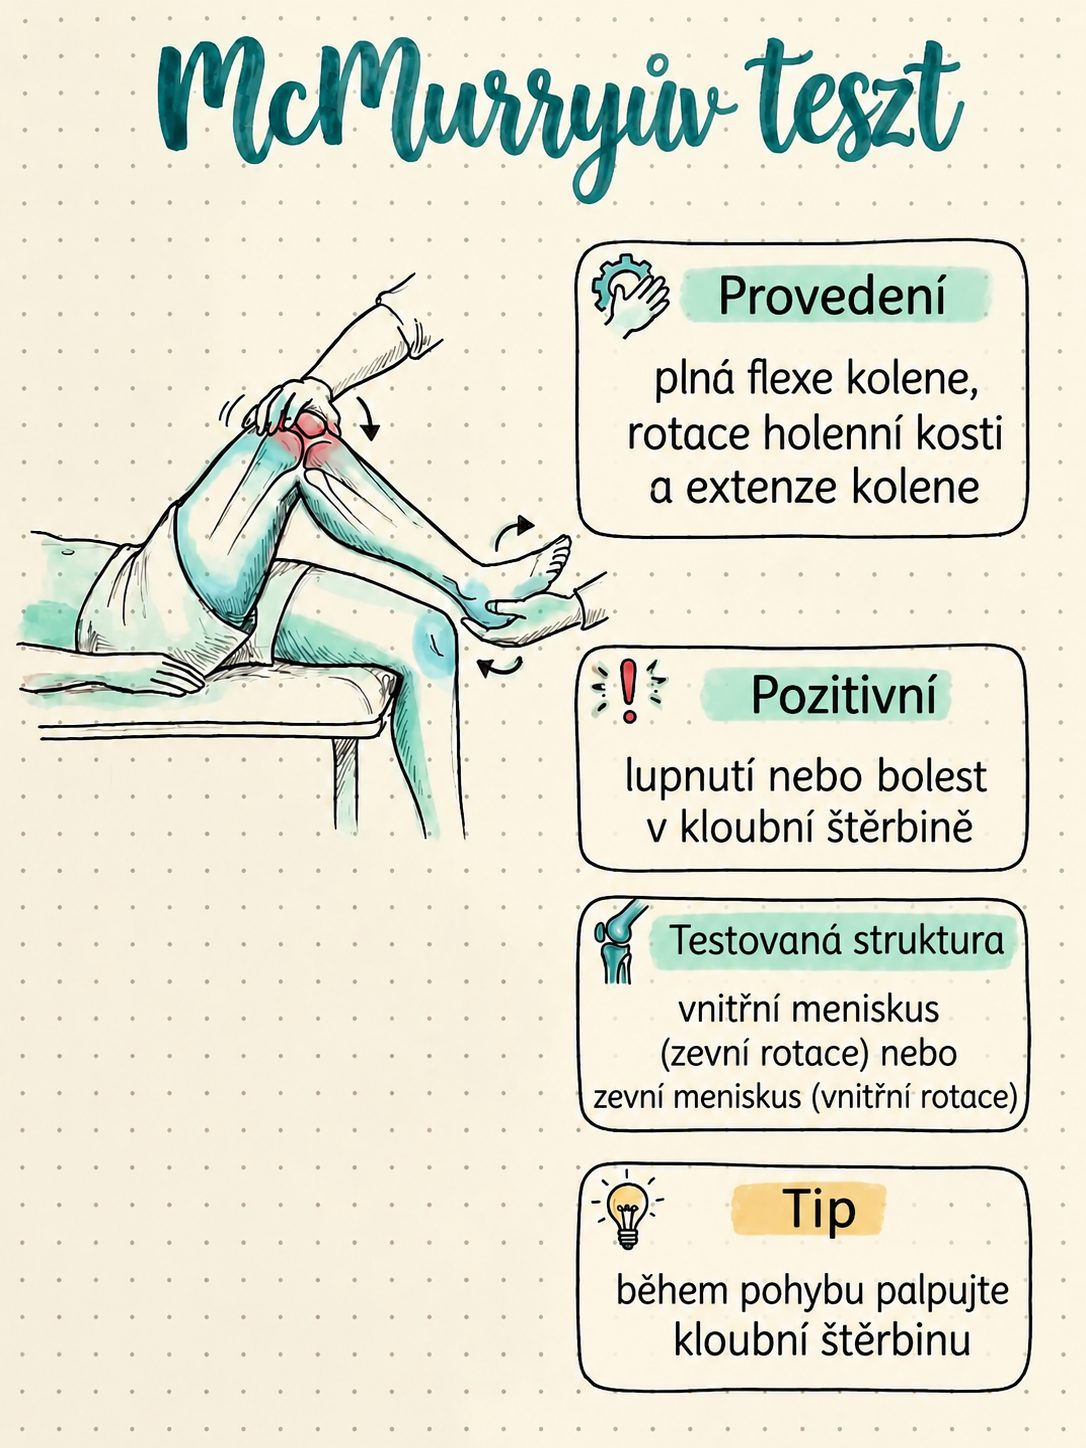 McMurryův teszt
Provedení
plná flexe kolene,
rotace holenní kosti
a extenze kolene
Pozitivní
lupnutí nebo bolest
v kloubní štěrbině
Testovaná struktura
vnitřní meniskus
(zevní rotace) nebo
zevní meniskus (vnitřní rotace)
Tip
během pohybu palpujte
kloubní štěrbinu